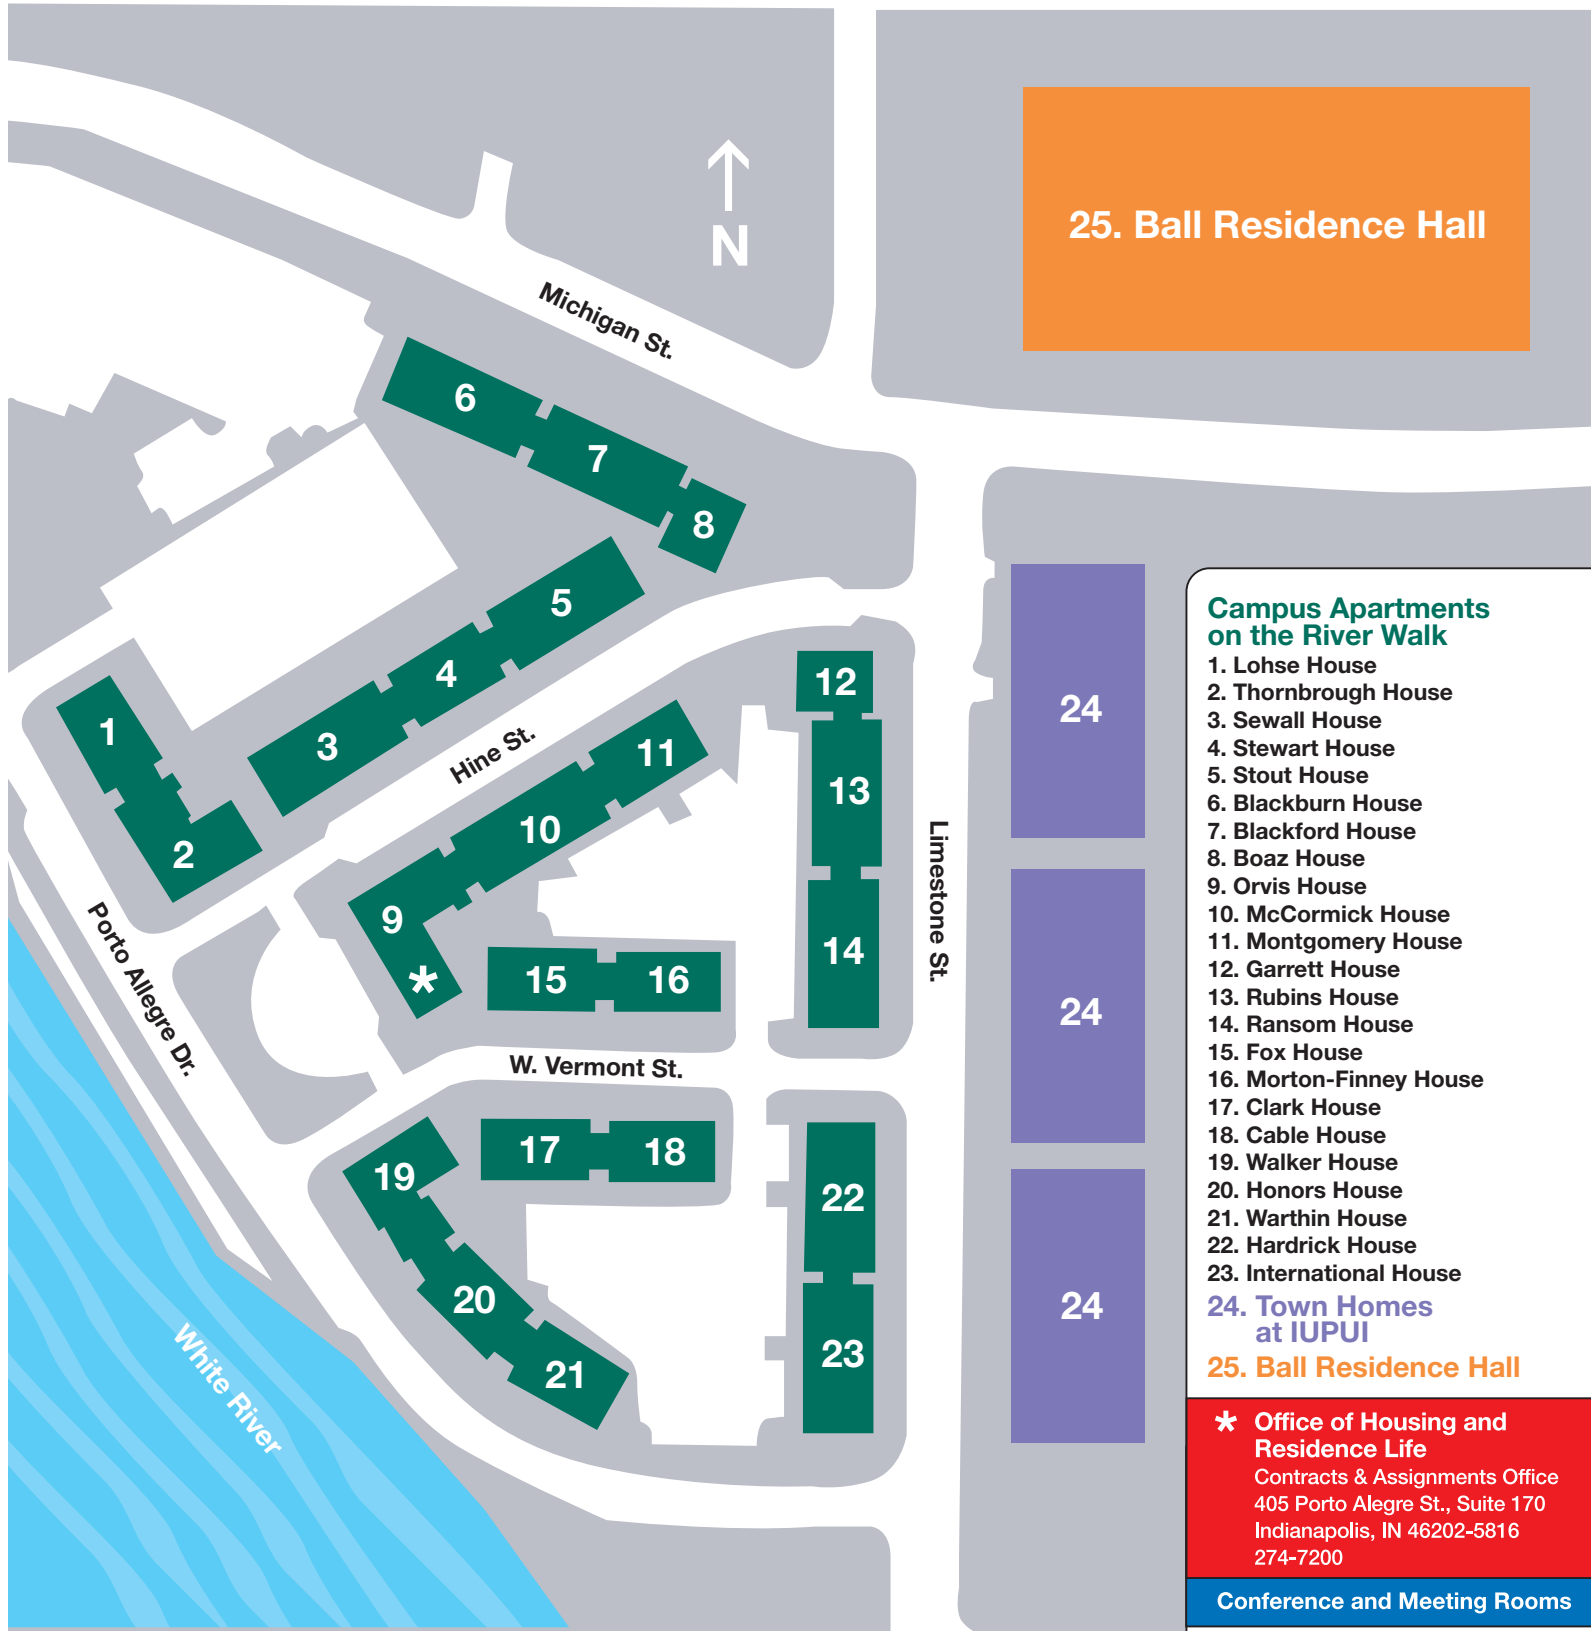 N
25. Ball Residence Hall
Michigan St.
6
7
8
5
4
3
1
2
Hine St.
12
11
13
10
9
*
14
15
16
Limestone St.
Porto Allegre Dr.
W. Vermont St.
17
18
19
20
21
22
23
24
24
24
White River
Campus Apartments
on the River Walk
1. Lohse House
2. Thornbrough House
3. Sewall House
4. Stewart House
5. Stout House
6. Blackburn House
7. Blackford House
8. Boaz House
9. Orvis House
10. McCormick House
11. Montgomery House
12. Garrett House
13. Rubins House
14. Ransom House
15. Fox House
16. Morton-Finney House
17. Clark House
18. Cable House
19. Walker House
20. Honors House
21. Warthin House
22. Hardrick House
23. International House
24. Town Homes
at IUPUI
25. Ball Residence Hall
* Office of Housing and
Residence Life
Contracts & Assignments Office
405 Porto Alegre St., Suite 170
Indianapolis, IN 46202-5816
274-7200
Conference and Meeting Rooms